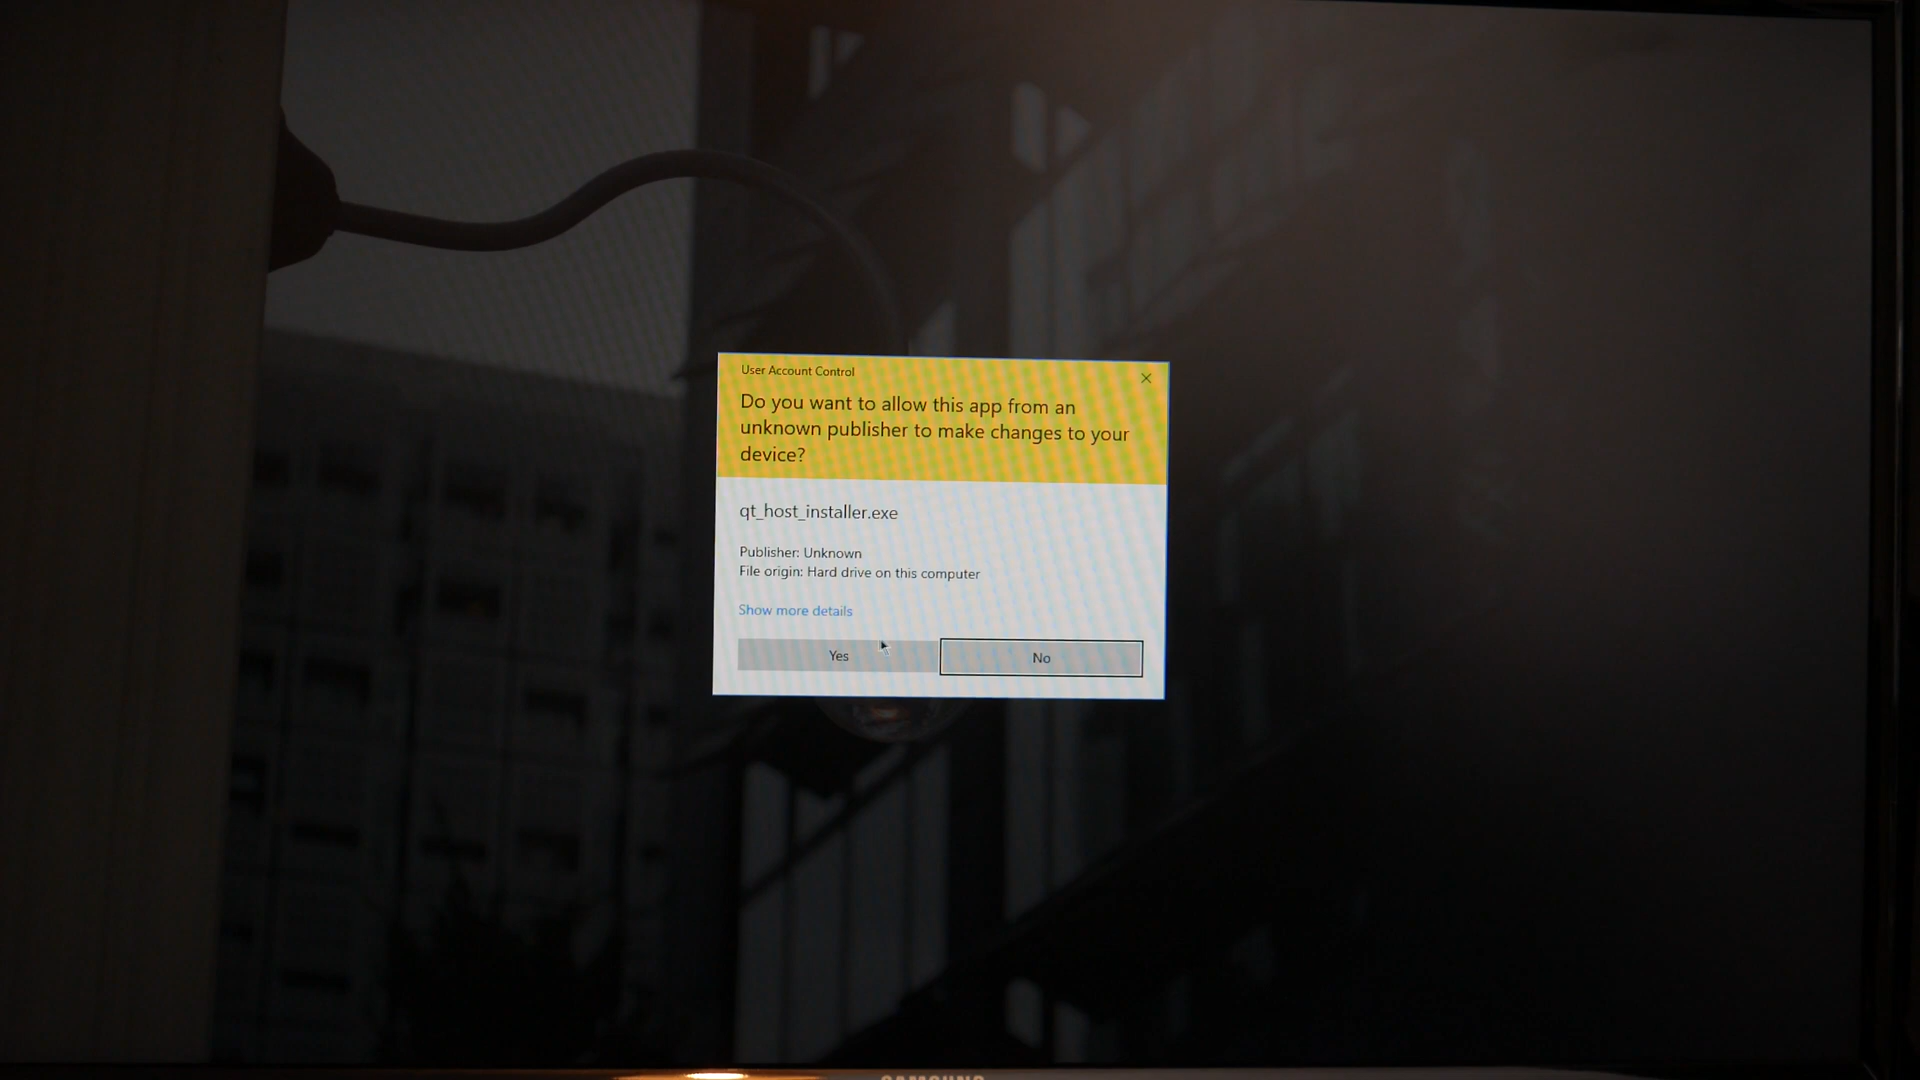 User Account Control
Do you want to allow this app from an
unknown publisher to make changes to your
device?
qt_host_installer.exe
Publisher: Unknown
File origin: Hard drive on this computer
Show more details
Yes
No
SAMSUNG